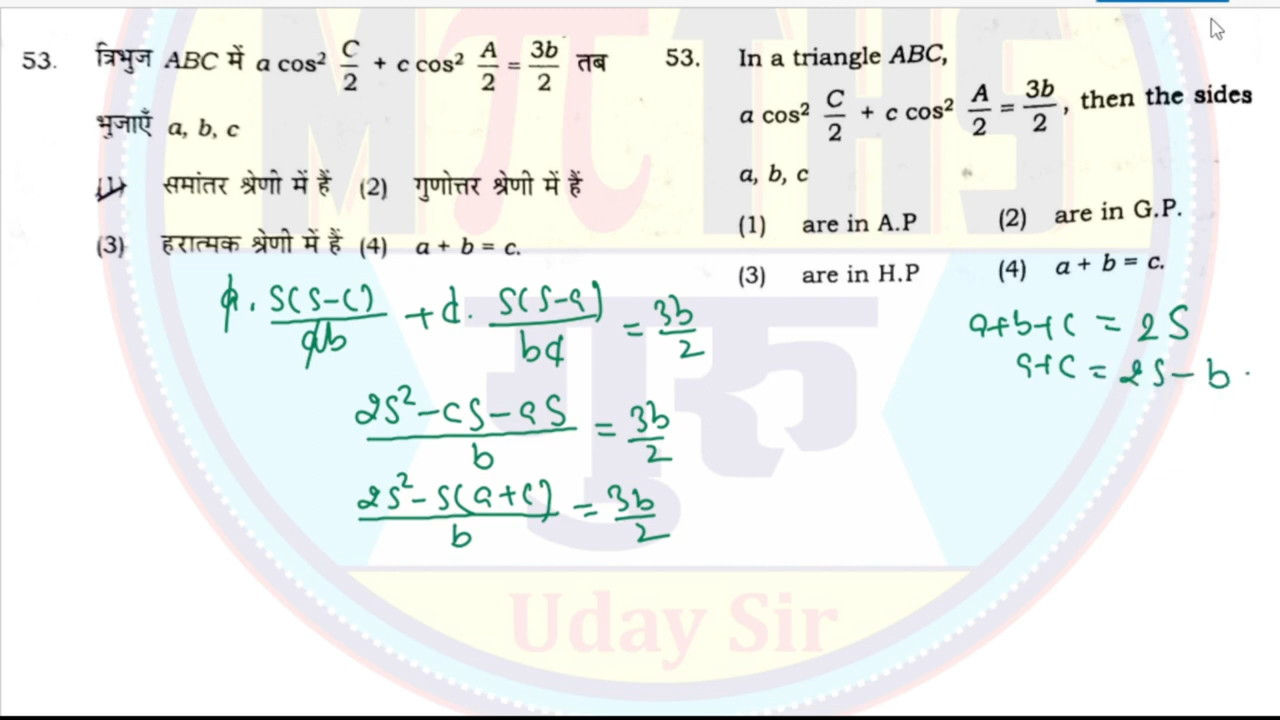 53. त्रिभुज ABC में a cos² C/2 + c cos² A/2 = 3b/2 तब
भुजाएँ a, b, c
(1) समांतर श्रेणी में हैं (2) गुणोत्तर श्रेणी में हैं
(3) हरात्मक श्रेणी में हैं (4) a + b = c.
53. In a triangle ABC,
a cos² C/2 + c cos² A/2 = 3b/2, then the sides
a, b, c
(1) are in A.P (2) are in G.P.
(3) are in H.P (4) a + b = c.
a. s(s-c)/ab + c. s(s-a)/bc = 3b/2
2s²-cs-as/b = 3b/2
2s²-s(a+c)/b = 3b/2
a+b+c = 2s
a+c = 2s-b.
MπTHS
गुरु
Uday Sir